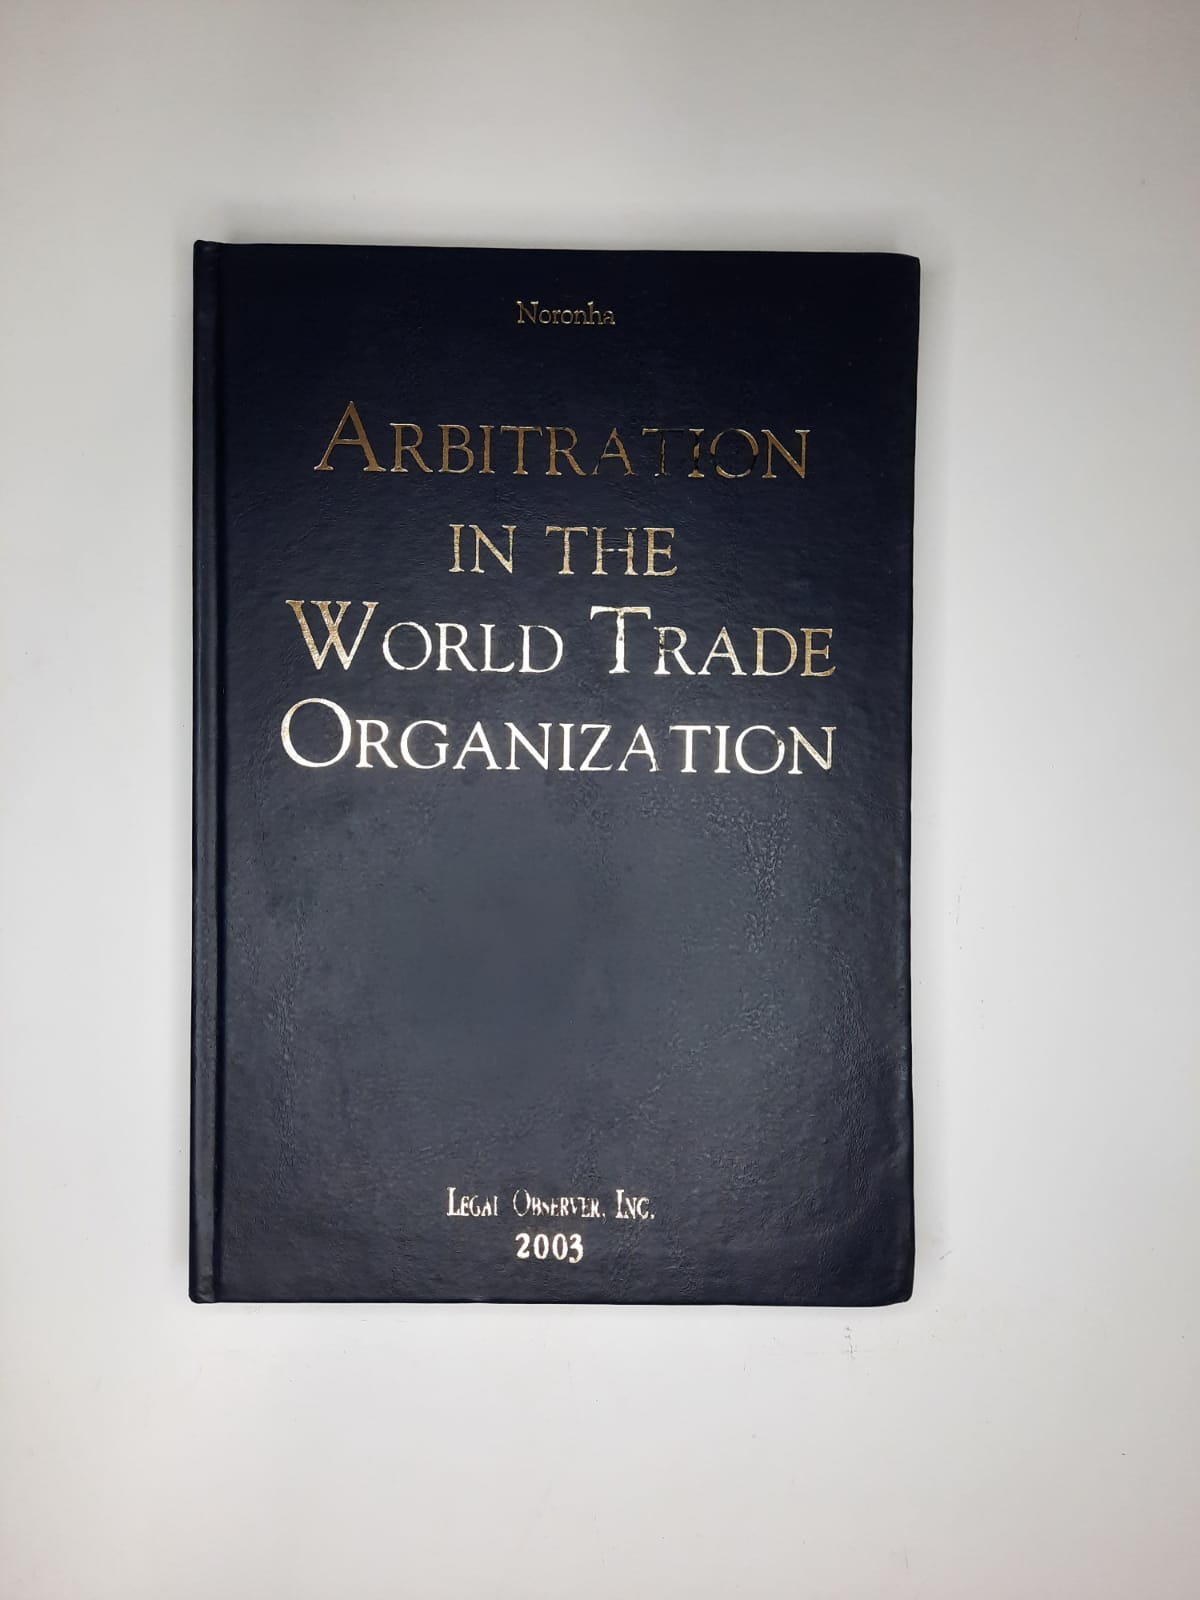 Noronha
ARBITRATION
IN THE
WORLD TRADE
ORGANIZATION
LEGAL OBSERVER, INC.
2003